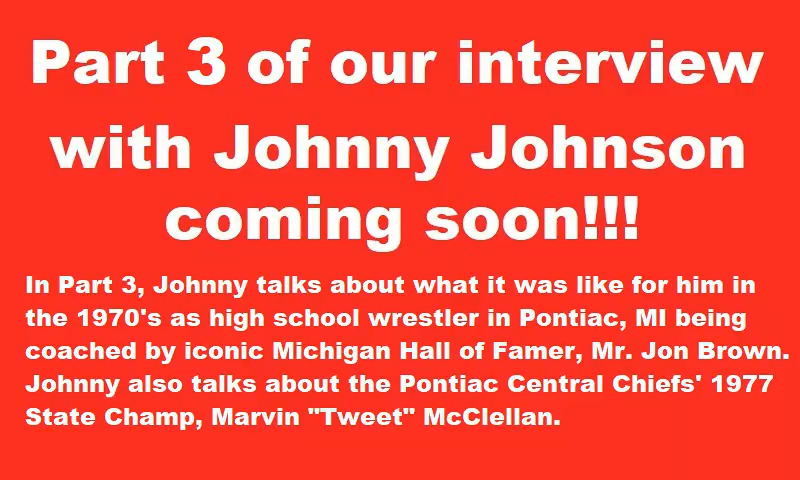 Part 3 of our interview
with Johnny Johnson
coming soon!!!
In Part 3, Johnny talks about what it was like for him in
the 1970's as high school wrestler in Pontiac, MI being
coached by iconic Michigan Hall of Famer, Mr. Jon Brown.
Johnny also talks about the Pontiac Central Chiefs' 1977
State Champ, Marvin "Tweet" McClellan.